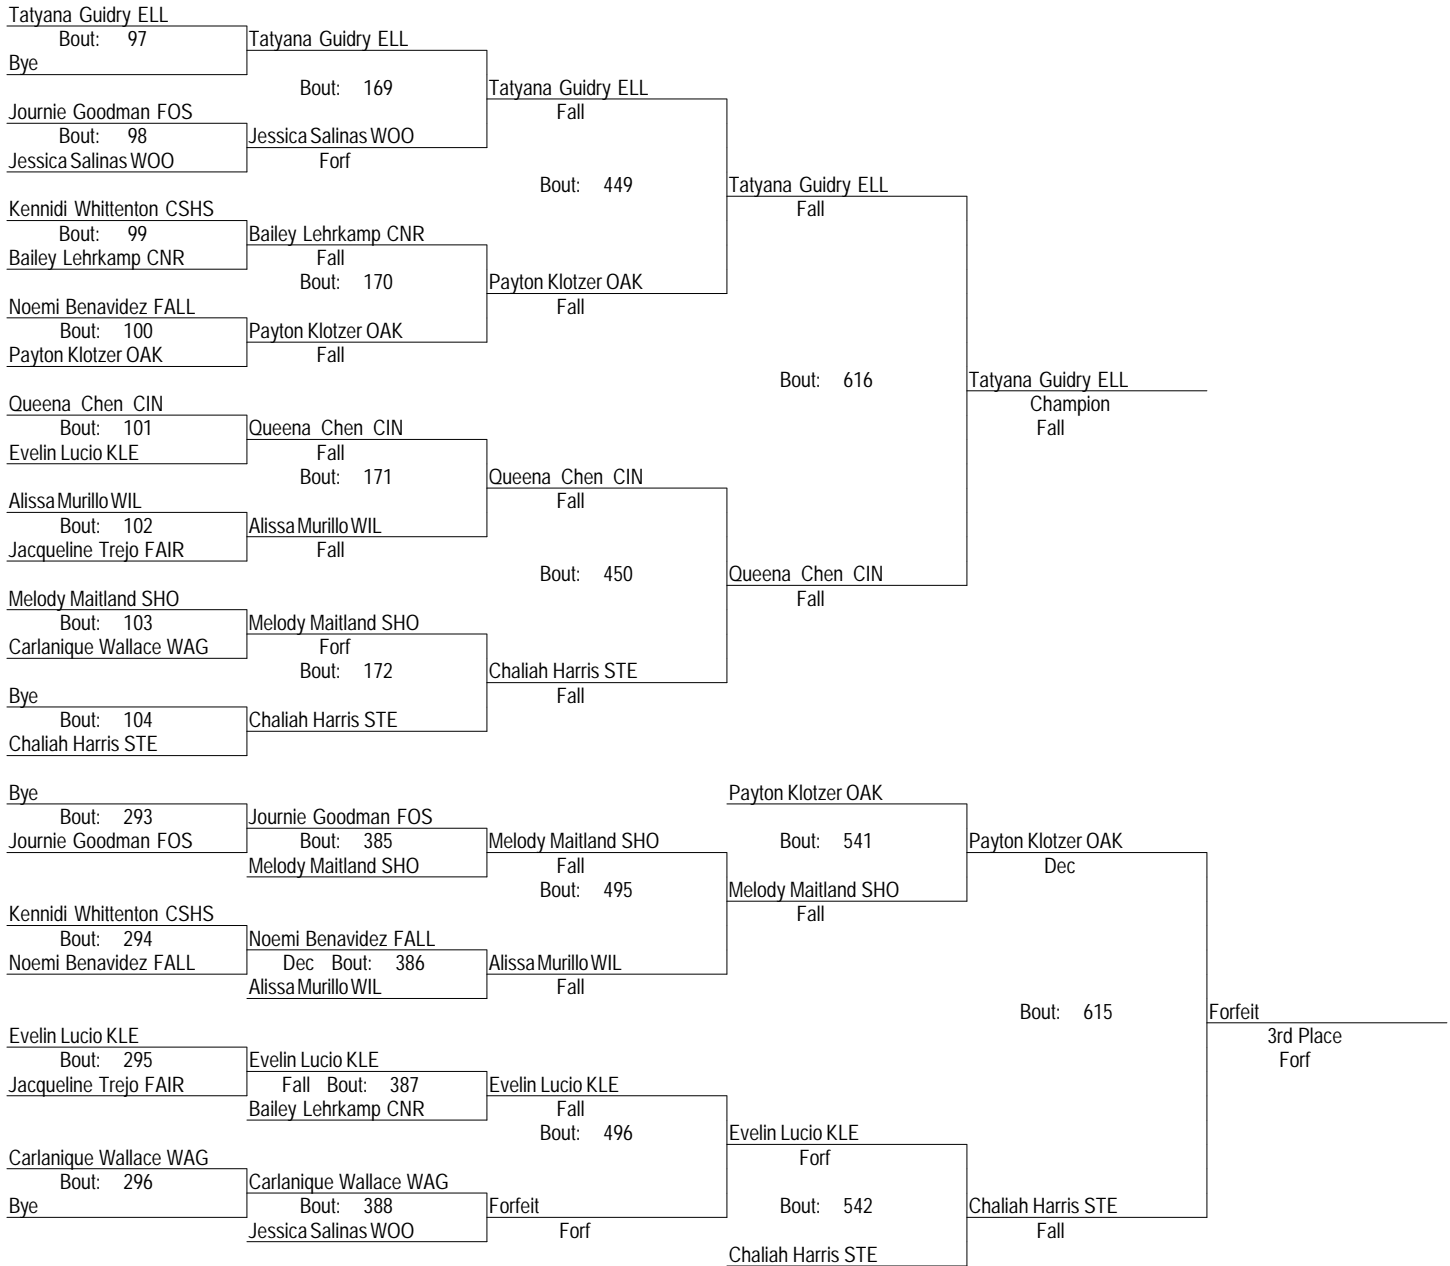 Tatyana Guidry ELL
Bout: 97
Bye
Tatyana Guidry ELL
Bout: 169
Journie Goodman FOS
Bout: 98
Jessica Salinas WOO
Jessica Salinas WOO
Forf
Tatyana Guidry ELL
Fall
Bout: 449
Kennidi Whittenton CSHS
Bout: 99
Bailey Lehrkamp CNR
Bailey Lehrkamp CNR
Fall
Bout: 170
Noemi Benavidez FALL
Bout: 100
Payton Klotzer OAK
Payton Klotzer OAK
Fall
Payton Klotzer OAK
Fall
Tatyana Guidry ELL
Fall
Bout: 616
Tatyana Guidry ELL
Champion
Fall
Queena Chen CIN
Bout: 101
Evelin Lucio KLE
Queena Chen CIN
Fall
Bout: 171
Alissa Murillo WIL
Bout: 102
Jacqueline Trejo FAIR
Alissa Murillo WIL
Fall
Queena Chen CIN
Fall
Bout: 450
Queena Chen CIN
Fall
Melody Maitland SHO
Bout: 103
Carlanique Wallace WAG
Melody Maitland SHO
Forf
Bout: 172
Bye
Bout: 104
Chaliah Harris STE
Chaliah Harris STE
Chaliah Harris STE
Fall
Bye
Bout: 293
Journie Goodman FOS
Journie Goodman FOS
Bout: 385
Melody Maitland SHO
Melody Maitland SHO
Fall
Bout: 495
Kennidi Whittenton CSHS
Bout: 294
Noemi Benavidez FALL
Noemi Benavidez FALL
Dec Bout: 386
Alissa Murillo WIL
Alissa Murillo WIL
Fall
Payton Klotzer OAK
Bout: 541
Melody Maitland SHO
Fall
Payton Klotzer OAK
Dec
Bout: 615
Forfeit
3rd Place
Forf
Evelin Lucio KLE
Bout: 295
Jacqueline Trejo FAIR
Evelin Lucio KLE
Fall Bout: 387
Bailey Lehrkamp CNR
Evelin Lucio KLE
Fall
Bout: 496
Carlanique Wallace WAG
Bout: 296
Bye
Carlanique Wallace WAG
Bout: 388
Jessica Salinas WOO
Forfeit
Forf
Evelin Lucio KLE
Forf
Bout: 542
Chaliah Harris STE
Chaliah Harris STE
Fall